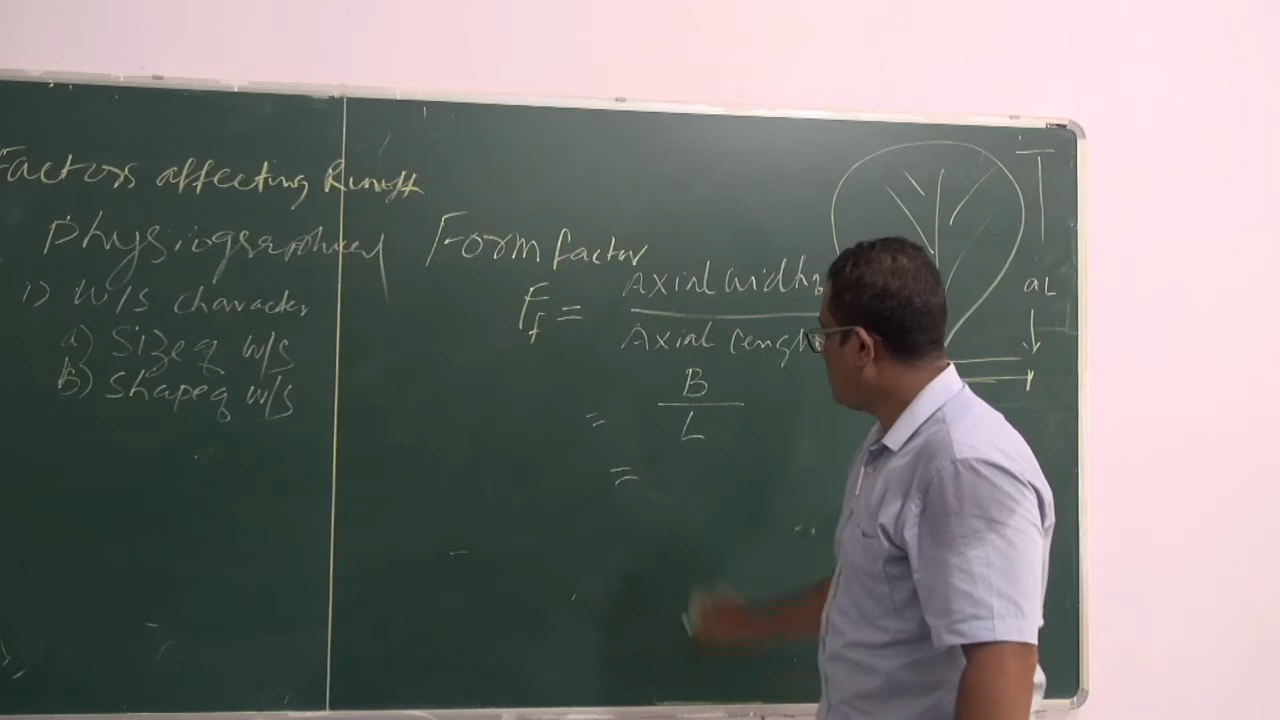 Factors affecting Runoff
Physiographical
1) W/S character
a) Size of W/S
b) Shape of W/S
Form factor
Ff = Axial width / Axial length
= B / L
=
aL